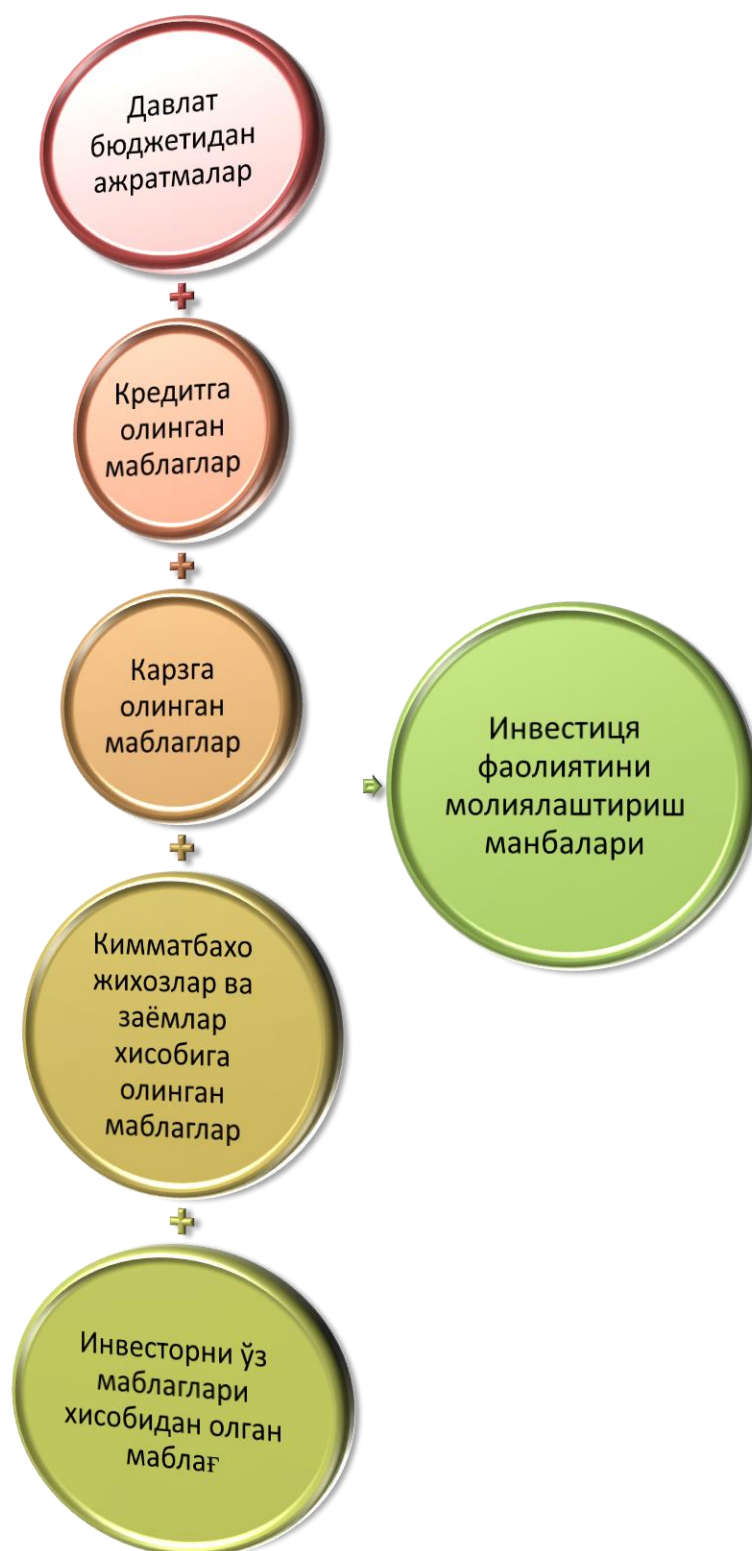 Давлат
бюджетидан
ажратмалар
Кредитга
олинган
маблаглар
Карзга
олинган
маблаглар
Кимматбахо
жихозлар ва
заёмлар
хисобига
олинган
маблаглар
Инвесторни ўз
маблаглари
хисобидан олган
маблағ
Инвестиця
фаолиятини
молиялаштириш
манбалари